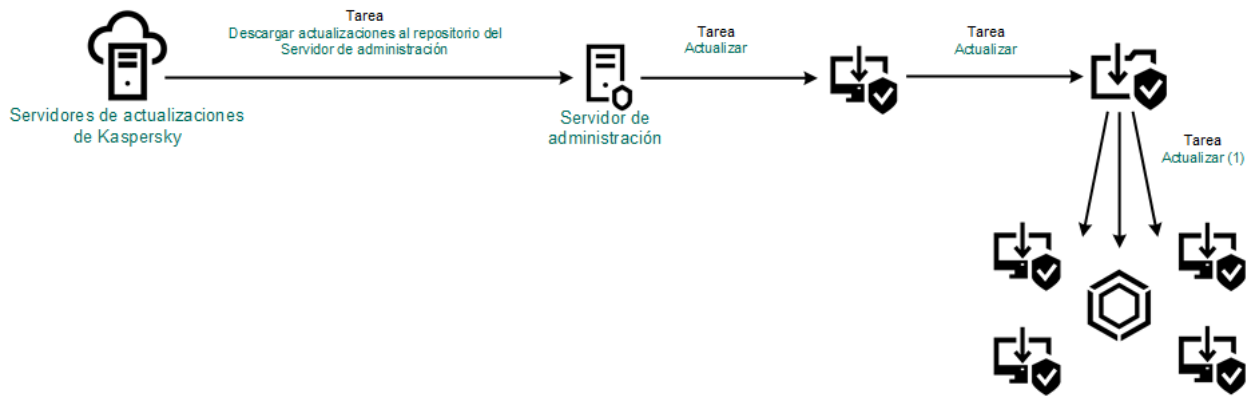 Tarea
Descargar actualizaciones al repositorio del
Servidor de administración
Servidores de actualizaciones
de Kaspersky
Servidor de
administración
Tarea
Actualizar
Tarea
Actualizar
Tarea
Actualizar (1)